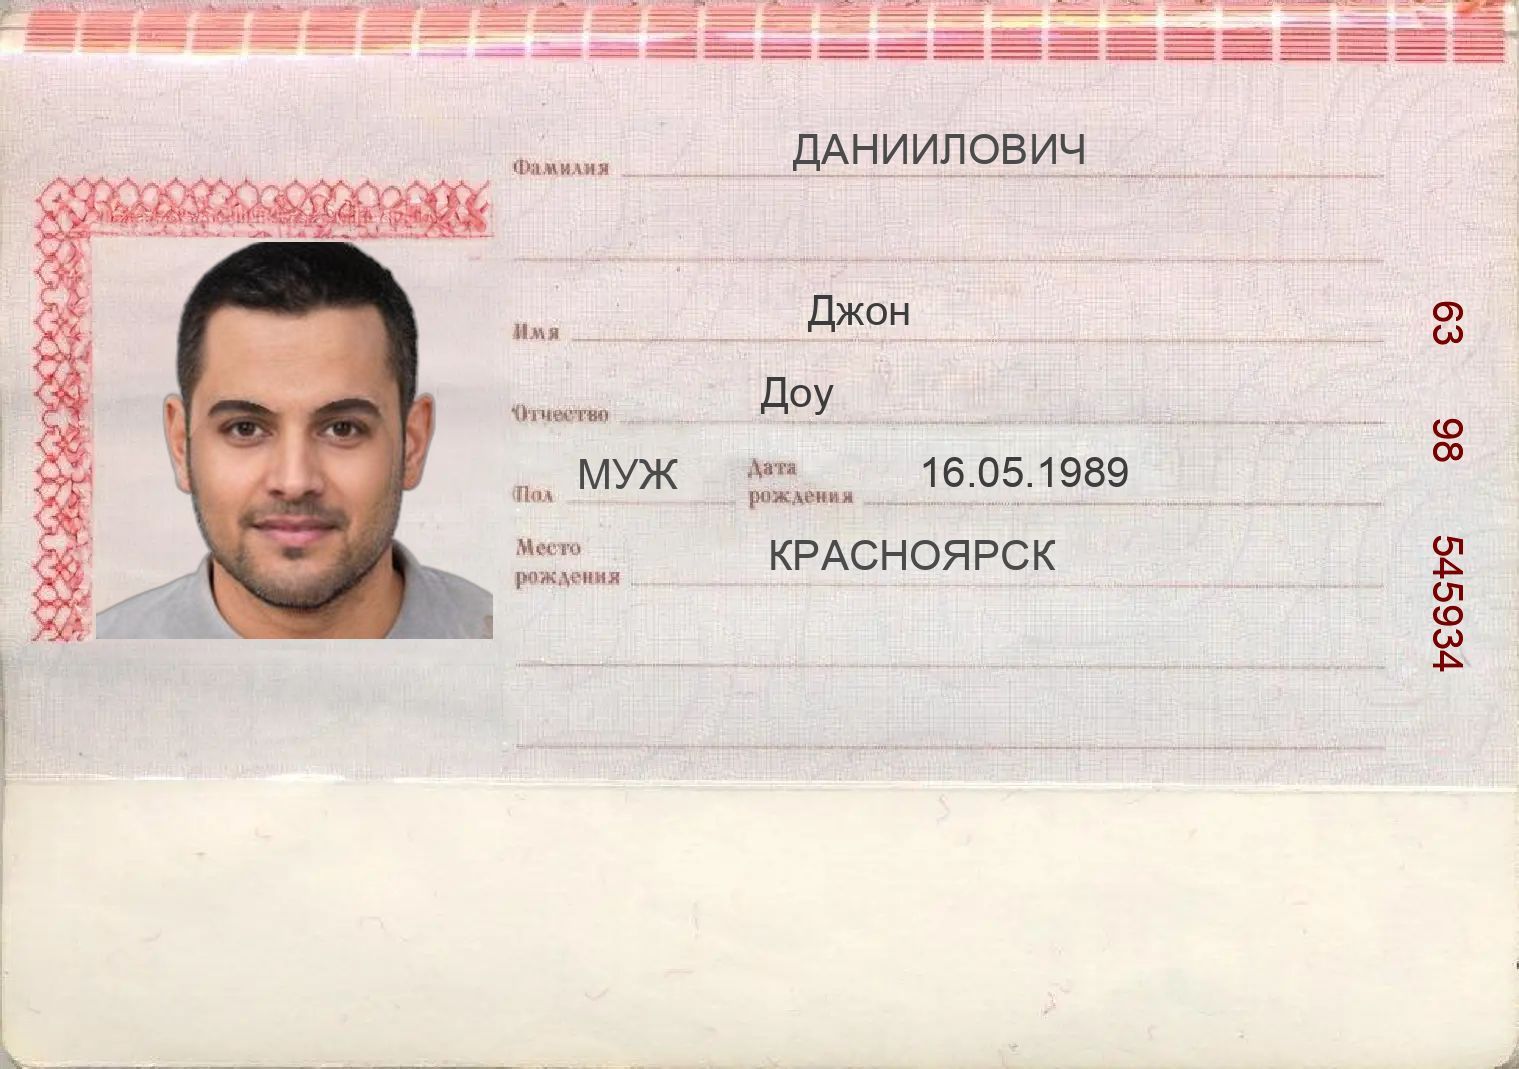 Фамилия ДАНИИЛОВИЧ
Имя Джон
Отчество Доу
Пол МУЖ Дата рождения 16.05.1989
Место рождения КРАСНОЯРСК
63 98 545934